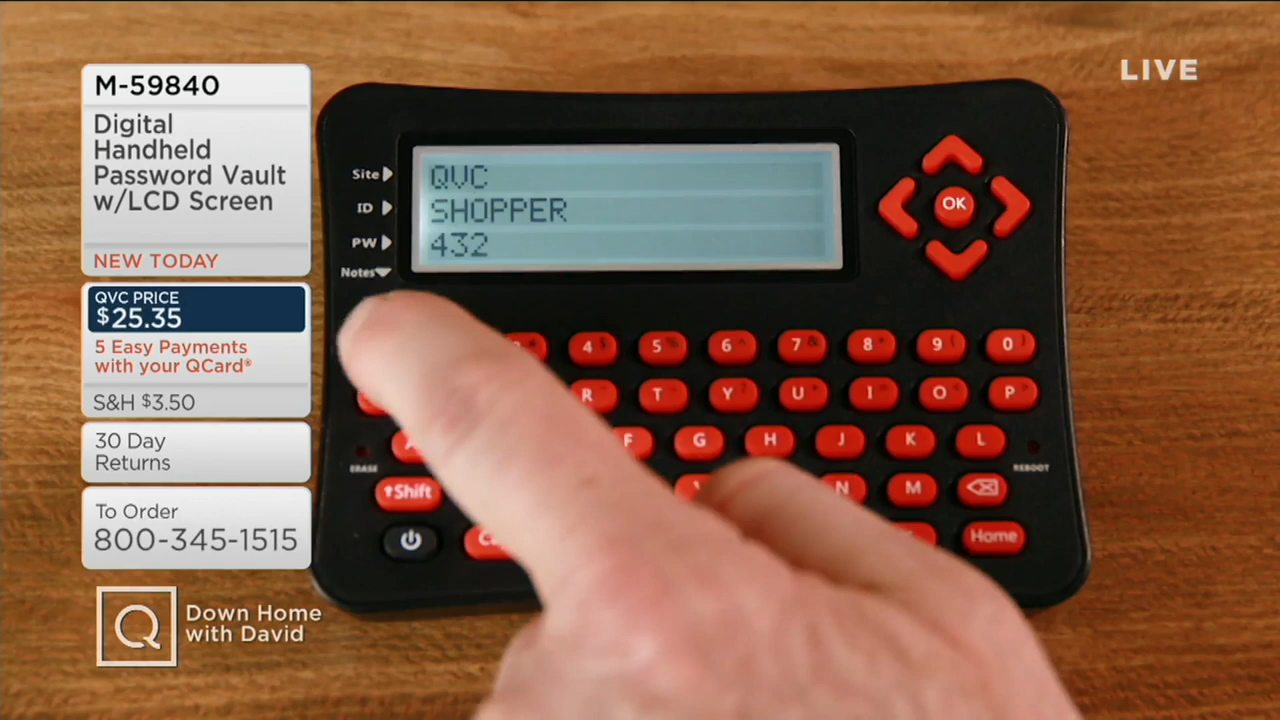 M-59840
Digital
Handheld
Password Vault
w/LCD Screen
NEW TODAY
QVC PRICE
$25.35
5 Easy Payments
with your QCard®
S&H $3.50
30 Day
Returns
To Order
800-345-1515
Q
Down Home
with David
LIVE
Site
ID
PW
Notes
QVC
SHOPPER
432
OK
4 $ 5 % 6 ^ 7 & 8 * 9 ( 0 )
R T Y U I O P
A F G H J K L
ERASE
REBOOT
Shift N M
Home